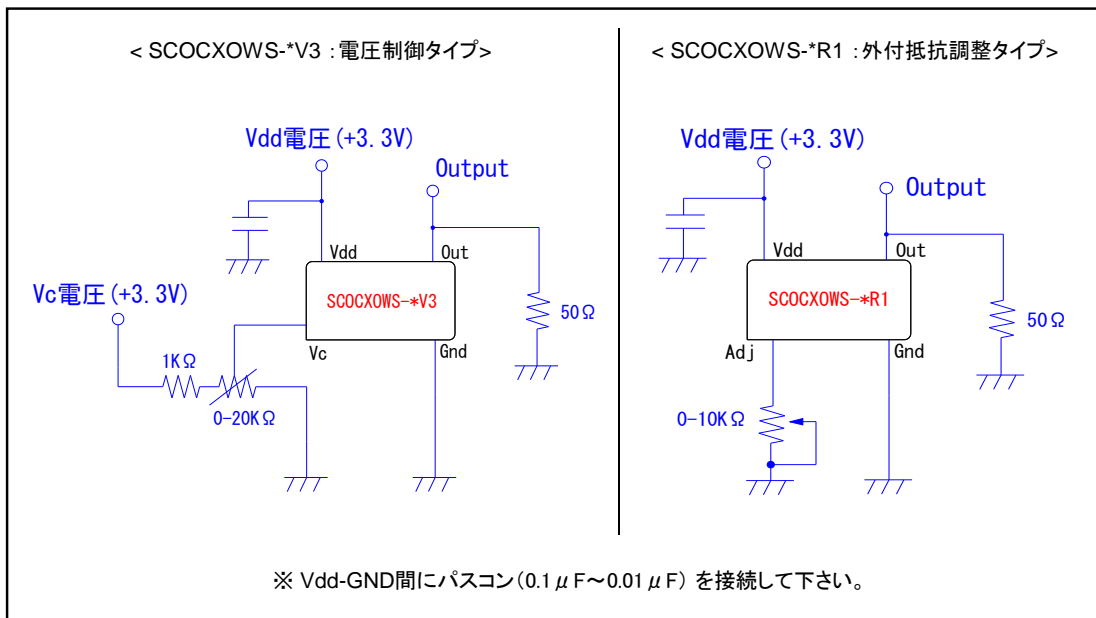 < SCOCXOWS-*V3 : 電圧制御タイプ>
Vdd電圧(+3.3V)
Output
Vdd
Out
SCOCXOWS-*V3
Vc電圧(+3.3V)
Vc
Gnd
50Ω
1KΩ
0-20KΩ
< SCOCXOWS-*R1 : 外付抵抗調整タイプ>
Vdd電圧(+3.3V)
Output
Vdd
Out
SCOCXOWS-*R1
Adj
Gnd
50Ω
0-10KΩ
※ Vdd-GND間にパスコン(0.1μF～0.01μF) を接続して下さい。